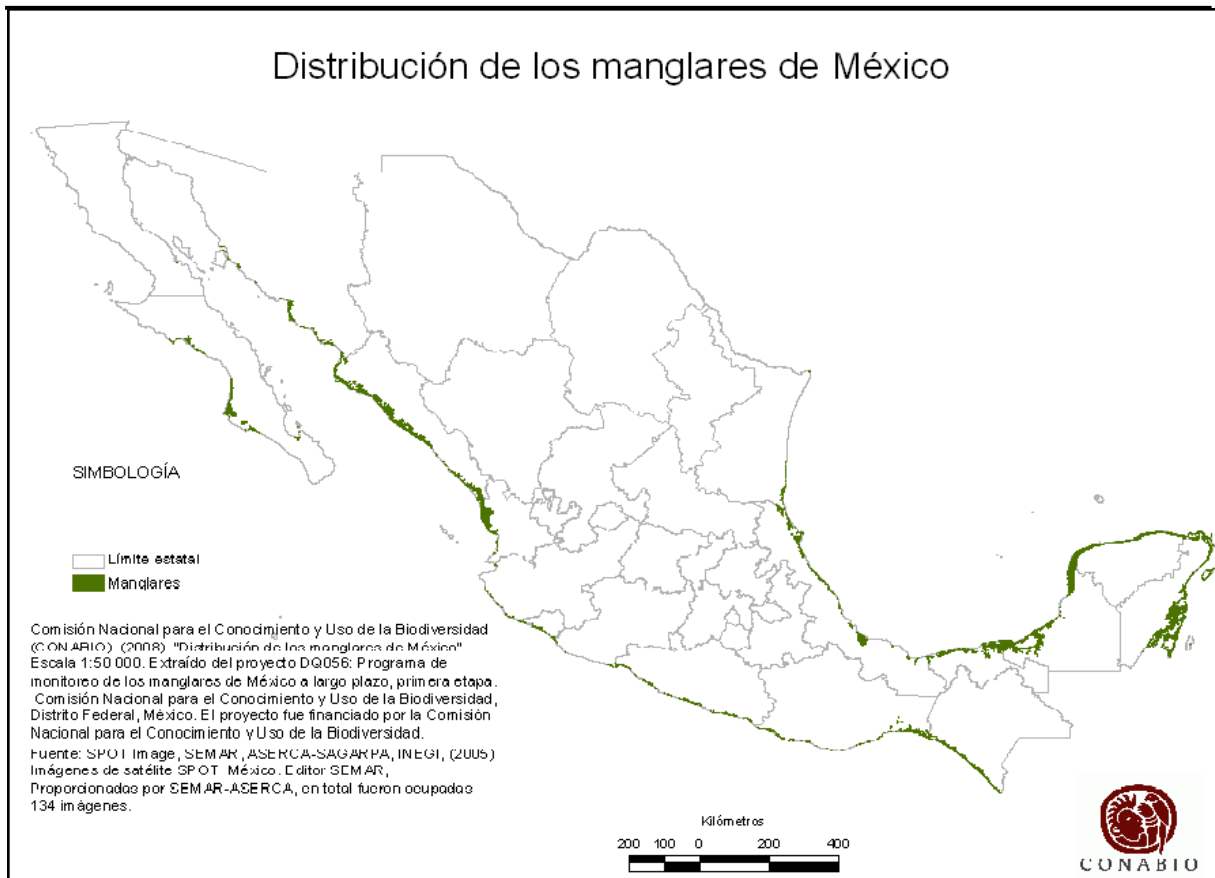 Distribución de los manglares de México
SIMBOLOGÍA
Límite estatal
Manglares
Comisión Nacional para el Conocimiento y Uso de la Biodiversidad
(CONABIO), (2008). "Distribución de los manglares de México"
Escala 1:50 000. Extraído del proyecto DQ056: Programa de
monitoreo de los manglares de México a largo plazo, primera etapa.
Comisión Nacional para el Conocimiento y Uso de la Biodiversidad,
Distrito Federal, México. El proyecto fue financiado por la Comisión
Nacional para el Conocimiento y Uso de la Biodiversidad.
Fuente: SPOT Image, SEMAR, ASERCA-SAGARPA, INEGI, (2005)
Imágenes de satélite SPOT México. Editor SEMAR,
Proporcionadas por SEMAR-ASERCA, en total fueron ocupadas
134 imágenes.
Kilómetros
200 100 0 200 400
CONABIO